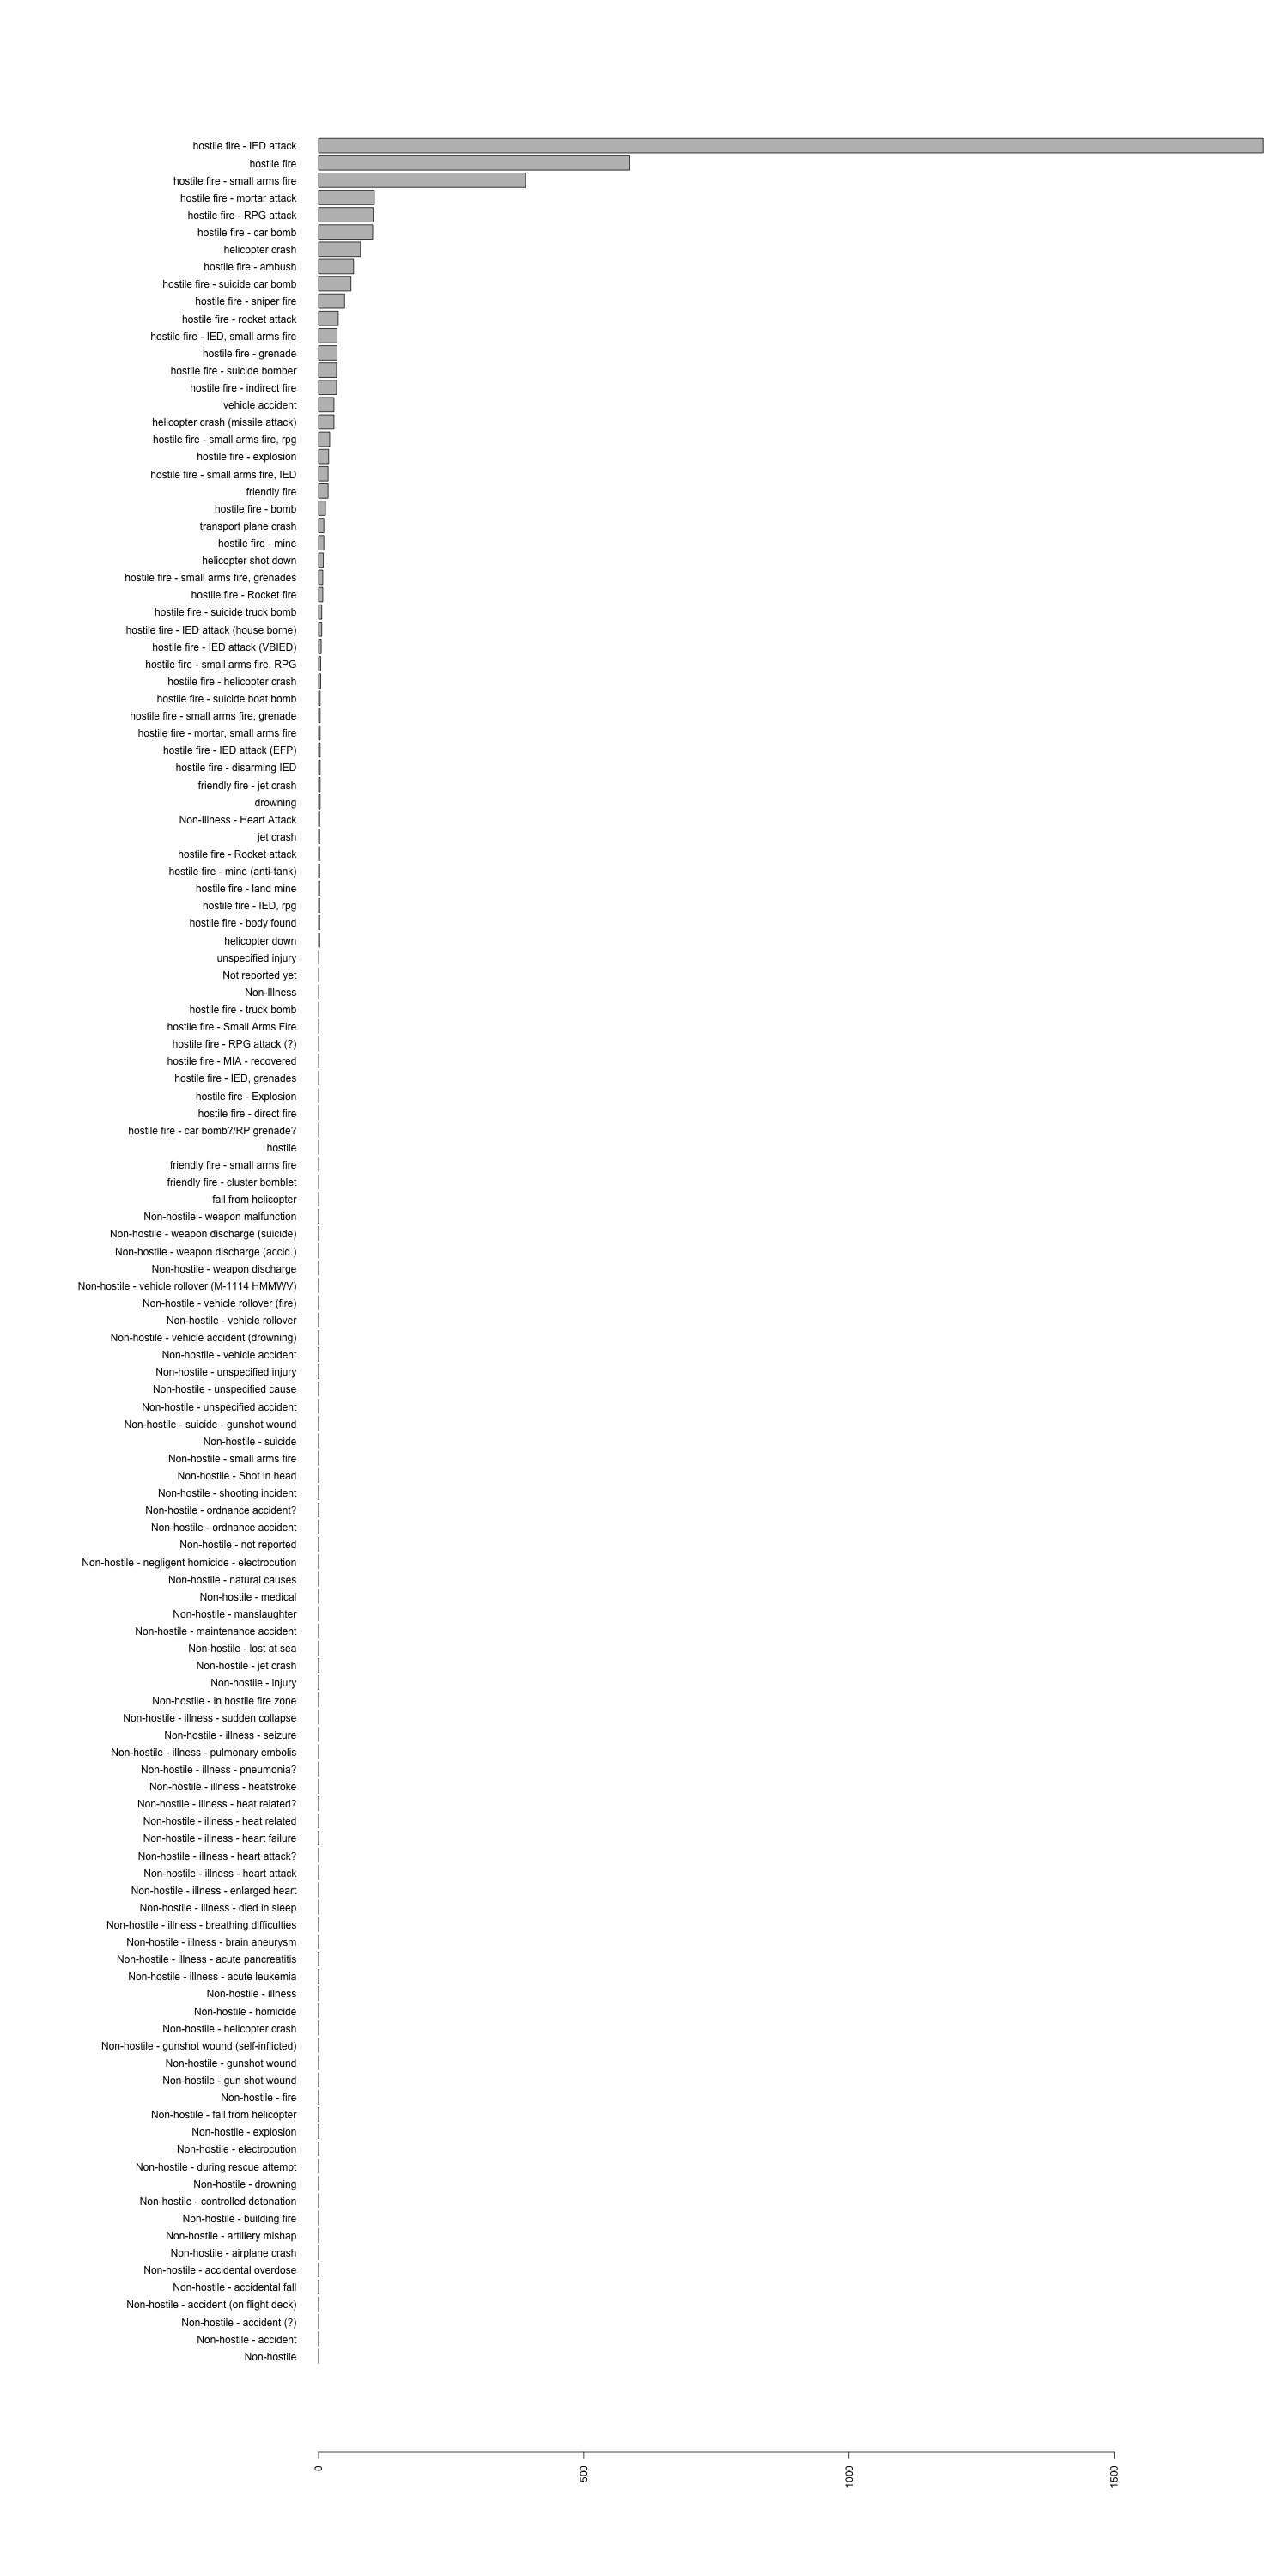 hostile fire - IED attack
hostile fire
hostile fire - small arms fire
hostile fire - mortar attack
hostile fire - RPG attack
hostile fire - car bomb
helicopter crash
hostile fire - ambush
hostile fire - suicide car bomb
hostile fire - sniper fire
hostile fire - rocket attack
hostile fire - IED, small arms fire
hostile fire - grenade
hostile fire - suicide bomber
hostile fire - indirect fire
vehicle accident
helicopter crash (missile attack)
hostile fire - small arms fire, rpg
hostile fire - explosion
hostile fire - small arms fire, IED
friendly fire
hostile fire - bomb
transport plane crash
hostile fire - mine
helicopter shot down
hostile fire - small arms fire, grenades
hostile fire - Rocket fire
hostile fire - suicide truck bomb
hostile fire - IED attack (house borne)
hostile fire - IED attack (VBIED)
hostile fire - small arms fire, RPG
hostile fire - helicopter crash
hostile fire - suicide boat bomb
hostile fire - small arms fire, grenade
hostile fire - mortar, small arms fire
hostile fire - IED attack (EFP)
hostile fire - disarming IED
friendly fire - jet crash
drowning
Non-Illness - Heart Attack
jet crash
hostile fire - Rocket attack
hostile fire - mine (anti-tank)
hostile fire - land mine
hostile fire - IED, rpg
hostile fire - body found
helicopter down
unspecified injury
Not reported yet
Non-Illness
hostile fire - truck bomb
hostile fire - Small Arms Fire
hostile fire - RPG attack (?)
hostile fire - MIA - recovered
hostile fire - IED, grenades
hostile fire - Explosion
hostile fire - direct fire
hostile fire - car bomb?/RP grenade?
hostile
friendly fire - small arms fire
friendly fire - cluster bomblet
fall from helicopter
Non-hostile - weapon malfunction
Non-hostile - weapon discharge (suicide)
Non-hostile - weapon discharge (accid.)
Non-hostile - weapon discharge
Non-hostile - vehicle rollover (M-1114 HMMWV)
Non-hostile - vehicle rollover (fire)
Non-hostile - vehicle rollover
Non-hostile - vehicle accident (drowning)
Non-hostile - vehicle accident
Non-hostile - unspecified injury
Non-hostile - unspecified cause
Non-hostile - unspecified accident
Non-hostile - suicide - gunshot wound
Non-hostile - suicide
Non-hostile - small arms fire
Non-hostile - Shot in head
Non-hostile - shooting incident
Non-hostile - ordnance accident?
Non-hostile - ordnance accident
Non-hostile - not reported
Non-hostile - negligent homicide - electrocution
Non-hostile - natural causes
Non-hostile - medical
Non-hostile - manslaughter
Non-hostile - maintenance accident
Non-hostile - lost at sea
Non-hostile - jet crash
Non-hostile - injury
Non-hostile - in hostile fire zone
Non-hostile - illness - sudden collapse
Non-hostile - illness - seizure
Non-hostile - illness - pulmonary embolis
Non-hostile - illness - pneumonia?
Non-hostile - illness - heatstroke
Non-hostile - illness - heat related?
Non-hostile - illness - heat related
Non-hostile - illness - heart failure
Non-hostile - illness - heart attack?
Non-hostile - illness - heart attack
Non-hostile - illness - enlarged heart
Non-hostile - illness - died in sleep
Non-hostile - illness - breathing difficulties
Non-hostile - illness - brain aneurysm
Non-hostile - illness - acute pancreatitis
Non-hostile - illness - acute leukemia
Non-hostile - illness
Non-hostile - homicide
Non-hostile - helicopter crash
Non-hostile - gunshot wound (self-inflicted)
Non-hostile - gunshot wound
Non-hostile - gun shot wound
Non-hostile - fire
Non-hostile - fall from helicopter
Non-hostile - explosion
Non-hostile - electrocution
Non-hostile - during rescue attempt
Non-hostile - drowning
Non-hostile - controlled detonation
Non-hostile - building fire
Non-hostile - artillery mishap
Non-hostile - airplane crash
Non-hostile - accidental overdose
Non-hostile - accidental fall
Non-hostile - accident (on flight deck)
Non-hostile - accident (?)
Non-hostile - accident
Non-hostile
0
500
1000
1500